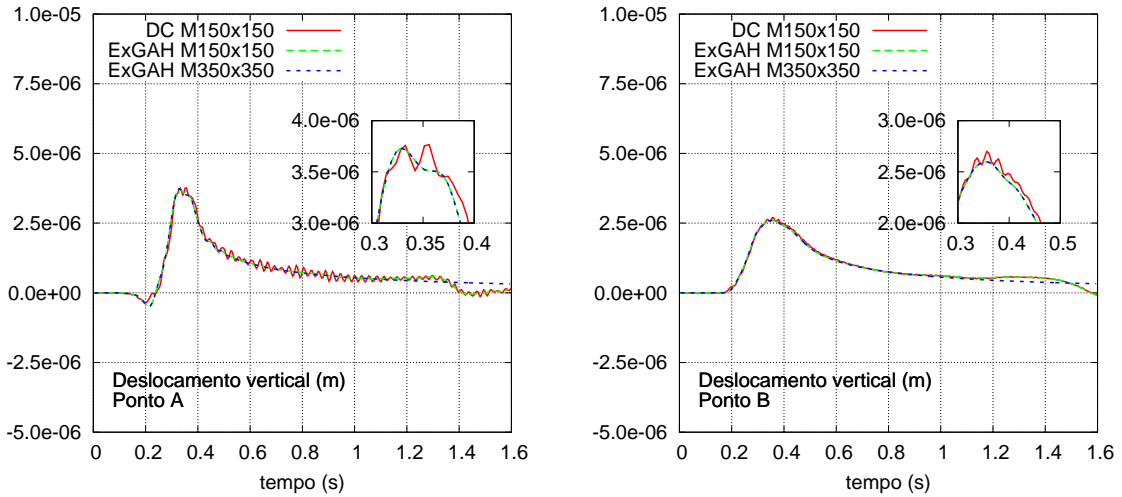 1.0e-05
DC M150x150
ExGAH M150x150
ExGAH M350x350
7.5e-06
5.0e-06
2.5e-06
0.0e+00
-2.5e-06
-5.0e-06
4.0e-06
3.5e-06
3.0e-06
0.3 0.35 0.4
Deslocamento vertical (m)
Ponto A
0 0.2 0.4 0.6 0.8 1 1.2 1.4 1.6
tempo (s)
1.0e-05
DC M150x150
ExGAH M150x150
ExGAH M350x350
7.5e-06
5.0e-06
2.5e-06
0.0e+00
-2.5e-06
-5.0e-06
3.0e-06
2.5e-06
2.0e-06
0.3 0.4 0.5
Deslocamento vertical (m)
Ponto B
0 0.2 0.4 0.6 0.8 1 1.2 1.4 1.6
tempo (s)